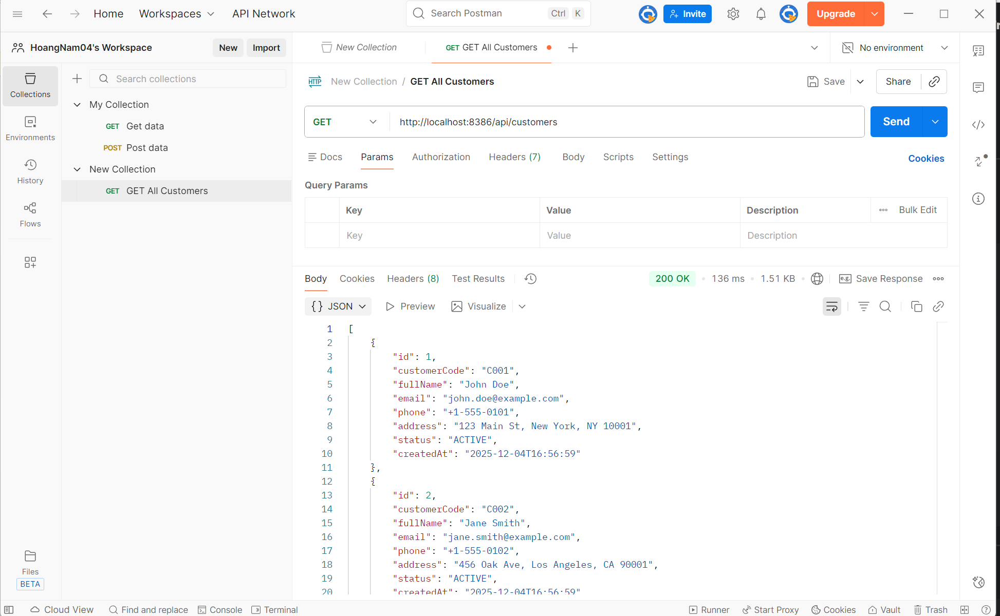 Home Workspaces API Network Search Postman Ctrl K Invite Upgrade
HoangNam04's Workspace New Import New Collection GET GET All Customers No environment
Collections
Environments
History
Flows
Files
BETA
Search collections
My Collection
GET Get data
POST Post data
New Collection
GET GET All Customers
HTTP New Collection / GET All Customers Save Share
GET http://localhost:8386/api/customers Send
Docs Params Authorization Headers (7) Body Scripts Settings Cookies
Query Params
Key Value Description Bulk Edit
Key Value Description
Body Cookies Headers (8) Test Results 200 OK 136 ms 1.51 KB e.g. Save Response
{} JSON Preview Visualize
1 [
2 {
3 "id": 1,
4 "customerCode": "C001",
5 "fullName": "John Doe",
6 "email": "john.doe@example.com",
7 "phone": "+1-555-0101",
8 "address": "123 Main St, New York, NY 10001",
9 "status": "ACTIVE",
10 "createdAt": "2025-12-04T16:56:59"
11 },
12 {
13 "id": 2,
14 "customerCode": "C002",
15 "fullName": "Jane Smith",
16 "email": "jane.smith@example.com",
17 "phone": "+1-555-0102",
18 "address": "456 Oak Ave, Los Angeles, CA 90001",
19 "status": "ACTIVE",
20 "createdAt": "2025-12-04T16:56:59"
Cloud View Find and replace Console Terminal Runner Start Proxy Cookies Vault Trash